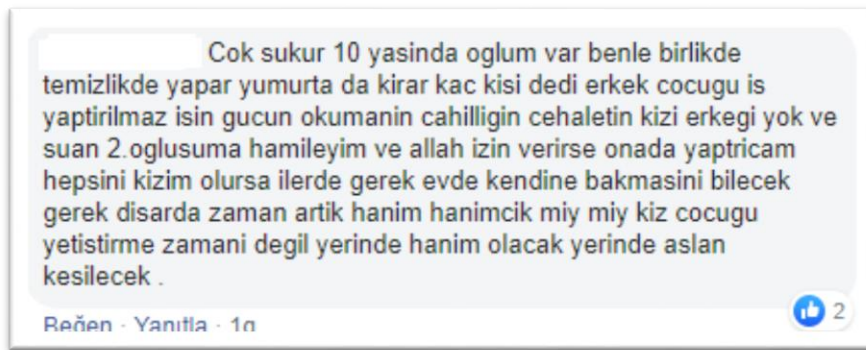 Cok sukur 10 yasinda oglum var benle birlikde
temizlikde yapar yumurta da kirar kac kisi dedi erkek cocugu is
yaptirilmaz isin gucun okumanin cahilligin cehaletin kizi erkegi yok ve
suan 2.oglusuma hamileyim ve allah izin verirse onada yaptricam
hepsini kizim olursa ilerde gerek evde kendine bakmasini bilecek
gerek disarda zaman artik hanim hanimcik miy miy kiz cocugu
yetistirme zamani degil yerinde hanim olacak yerinde aslan
kesilecek .
2
Beğen · Yanıtla · 1g